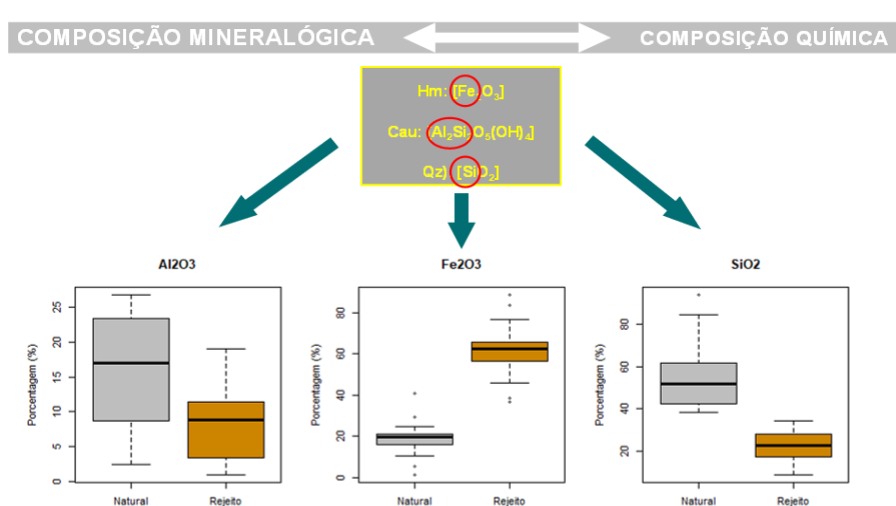 COMPOSIÇÃO MINERALÓGICA
COMPOSIÇÃO QUÍMICA
Hm: [Fe2O3]
Cau: [Al2Si2O5(OH)4]
Qz) [SiO2]
Al2O3
Porcentagem (%)
25
20
15
10
5
0
Natural Rejeito
Fe2O3
Porcentagem (%)
80
60
40
20
0
Natural Rejeito
SiO2
Porcentagem (%)
80
60
40
20
Natural Rejeito